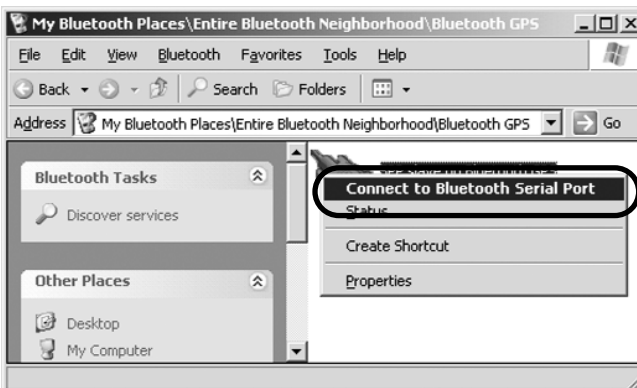 My Bluetooth Places\Entire Bluetooth Neighborhood\Bluetooth GPS
File Edit View Bluetooth Favorites Tools Help
Back Search Folders
Address My Bluetooth Places\Entire Bluetooth Neighborhood\Bluetooth GPS Go
Bluetooth Tasks
Discover services
Other Places
Desktop
My Computer
Connect to Bluetooth Serial Port
Status
Create Shortcut
Properties